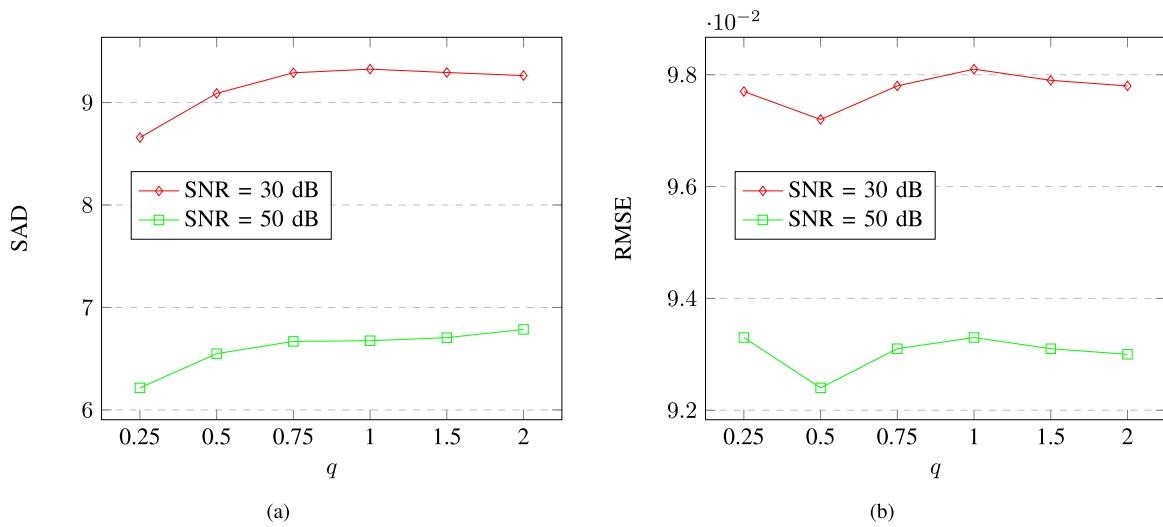 9
8
7
6
SAD
SNR = 30 dB
SNR = 50 dB
0.25 0.5 0.75 1 1.5 2
q
(a)
·10⁻²
9.8
9.6
9.4
9.2
RMSE
SNR = 30 dB
SNR = 50 dB
0.25 0.5 0.75 1 1.5 2
q
(b)